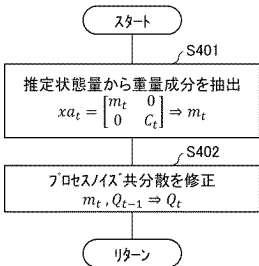 スタート
S401
推定状態量から重量成分を抽出
xa_t = [m_t 0
0 C_t] ⇒ m_t
S402
プロセスノイズ共分散を修正
m_t , Q_{t-1} ⇒ Q_t
リターン